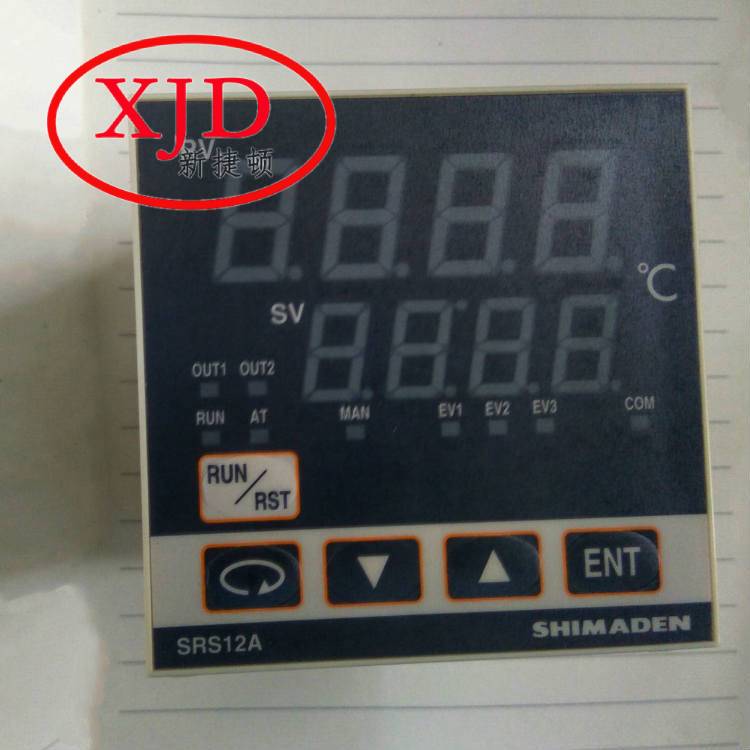 XJD
新捷顿
PV
℃
SV
OUT1 OUT2
RUN AT MAN EV1 EV2 EV3 COM
RUN/RST
ENT
SRS12A
SHIMADEN